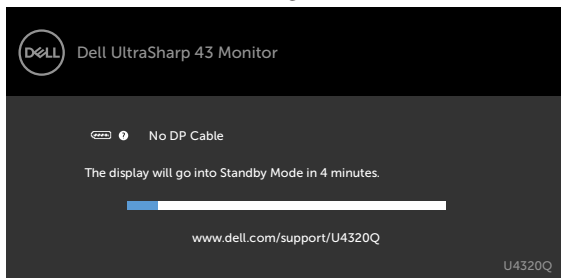 DELL
Dell UltraSharp 43 Monitor
? No DP Cable
The display will go into Standby Mode in 4 minutes.
www.dell.com/support/U4320Q
U4320Q